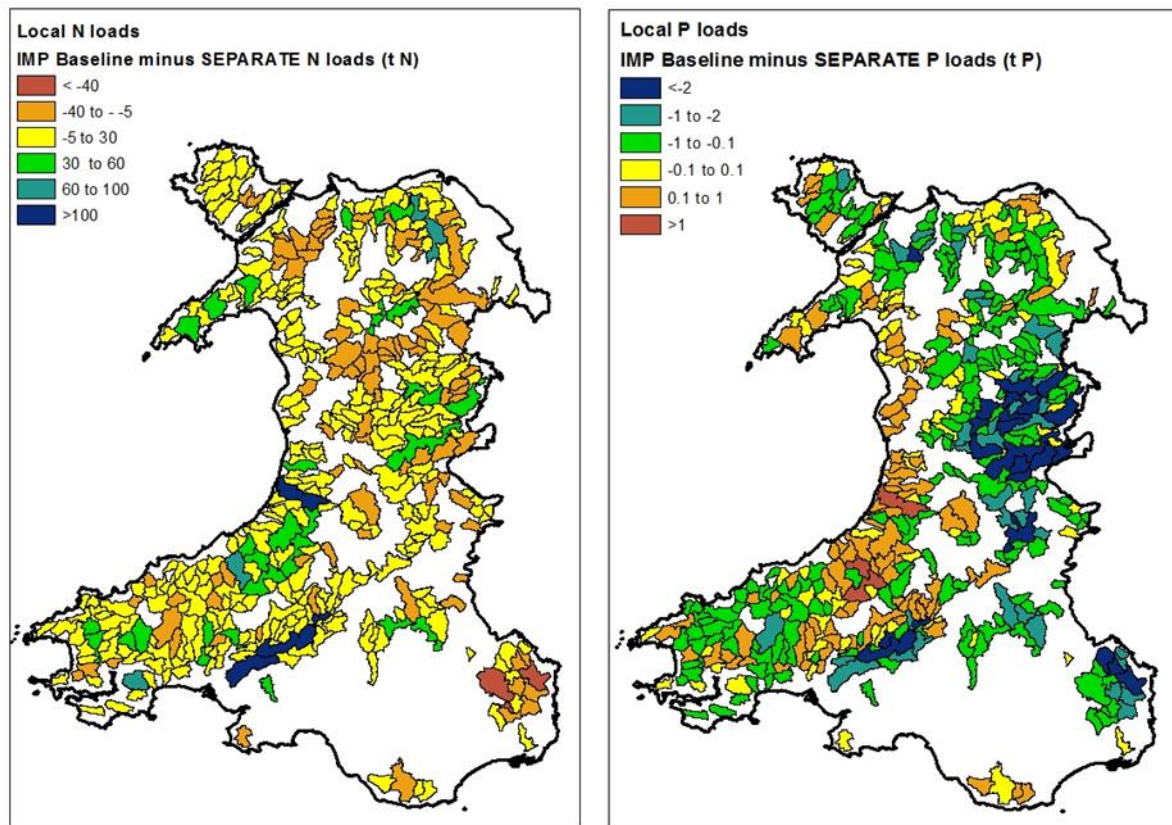 Local N loads
IMP Baseline minus SEPARATE N loads (t N)
< -40
-40 to - -5
-5 to 30
30 to 60
60 to 100
>100
Local P loads
IMP Baseline minus SEPARATE P loads (t P)
<-2
-1 to -2
-1 to -0.1
-0.1 to 0.1
0.1 to 1
>1